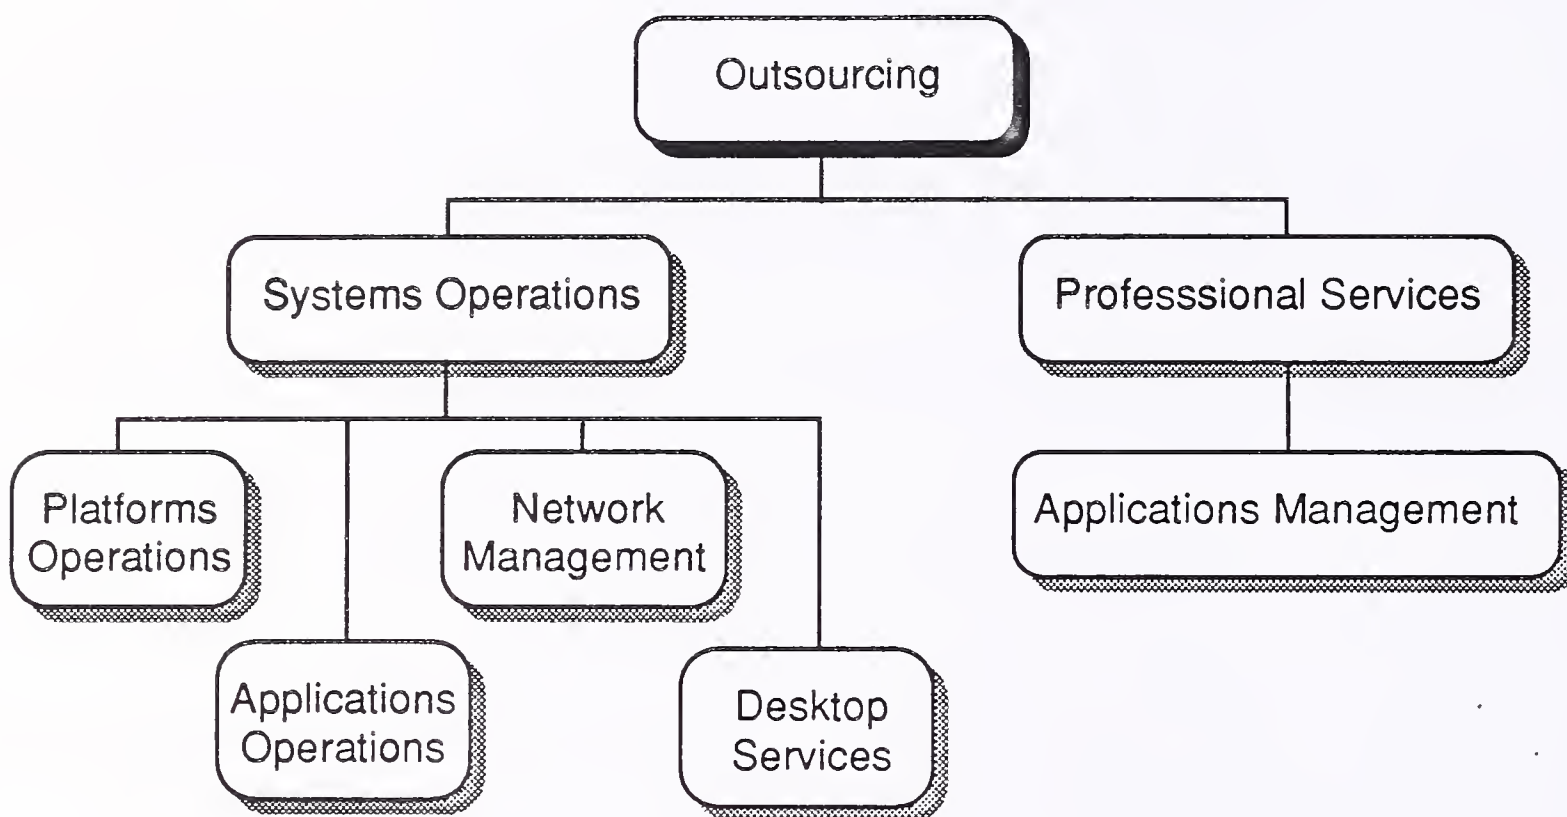 Outsourcing
Systems Operations
Professsional Services
Platforms
Operations
Network
Management
Applications Management
Applications
Operations
Desktop
Services